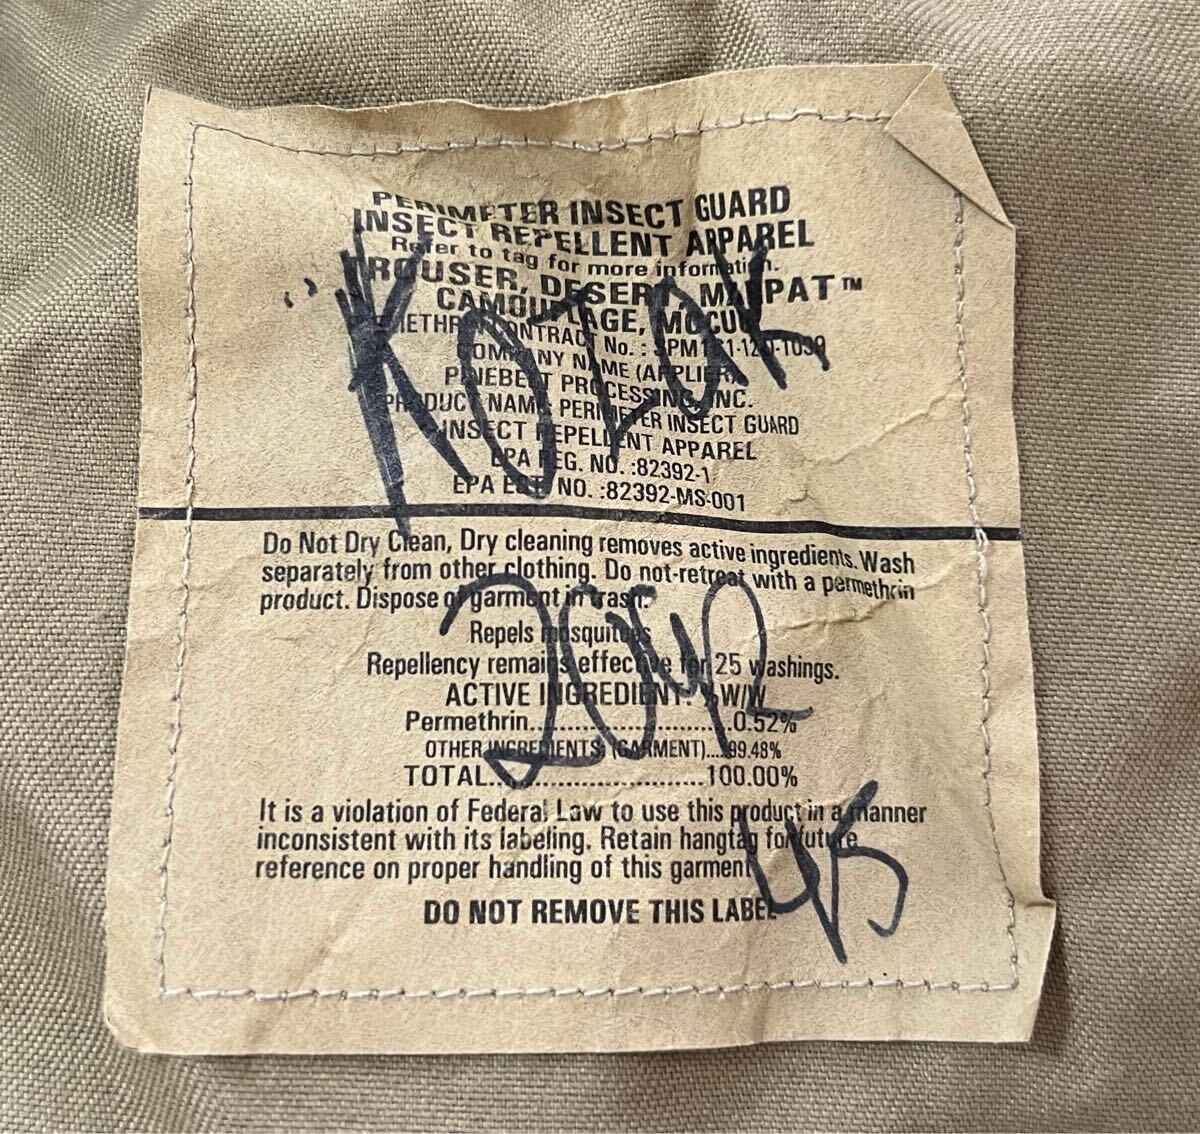 PERIMETER INSECT GUARD
INSECT REPELLENT APPAREL
Refer to tag for more information.
TROUSER, DESERT, MARPAT™
CAMOUFLAGE, MCCUU
CONTRACT No.:
COMPANY NAME (APPLIER)
PINEBELT PROCESSING, INC.
PRODUCT NAME: PERIMETER INSECT GUARD
INSECT REPELLENT APPAREL
EPA REG. NO. :82392-1
EPA EST. NO. :82392-MS-001
Do Not Dry Clean, Dry cleaning removes active ingredients. Wash
separately from other clothing. Do not-retreat with a permethrin
product. Dispose of garment in trash.
Repels mosquitoes
Repellency remains effective for 25 washings.
ACTIVE INGREDIENT: %W/W
Permethrin..............................0.52%
OTHER INGREDIENTS (GARMENT)....99.48%
TOTAL..............................100.00%
It is a violation of Federal Law to use this product in a manner
inconsistent with its labeling. Retain hangtag for future
reference on proper handling of this garment
DO NOT REMOVE THIS LABEL
45